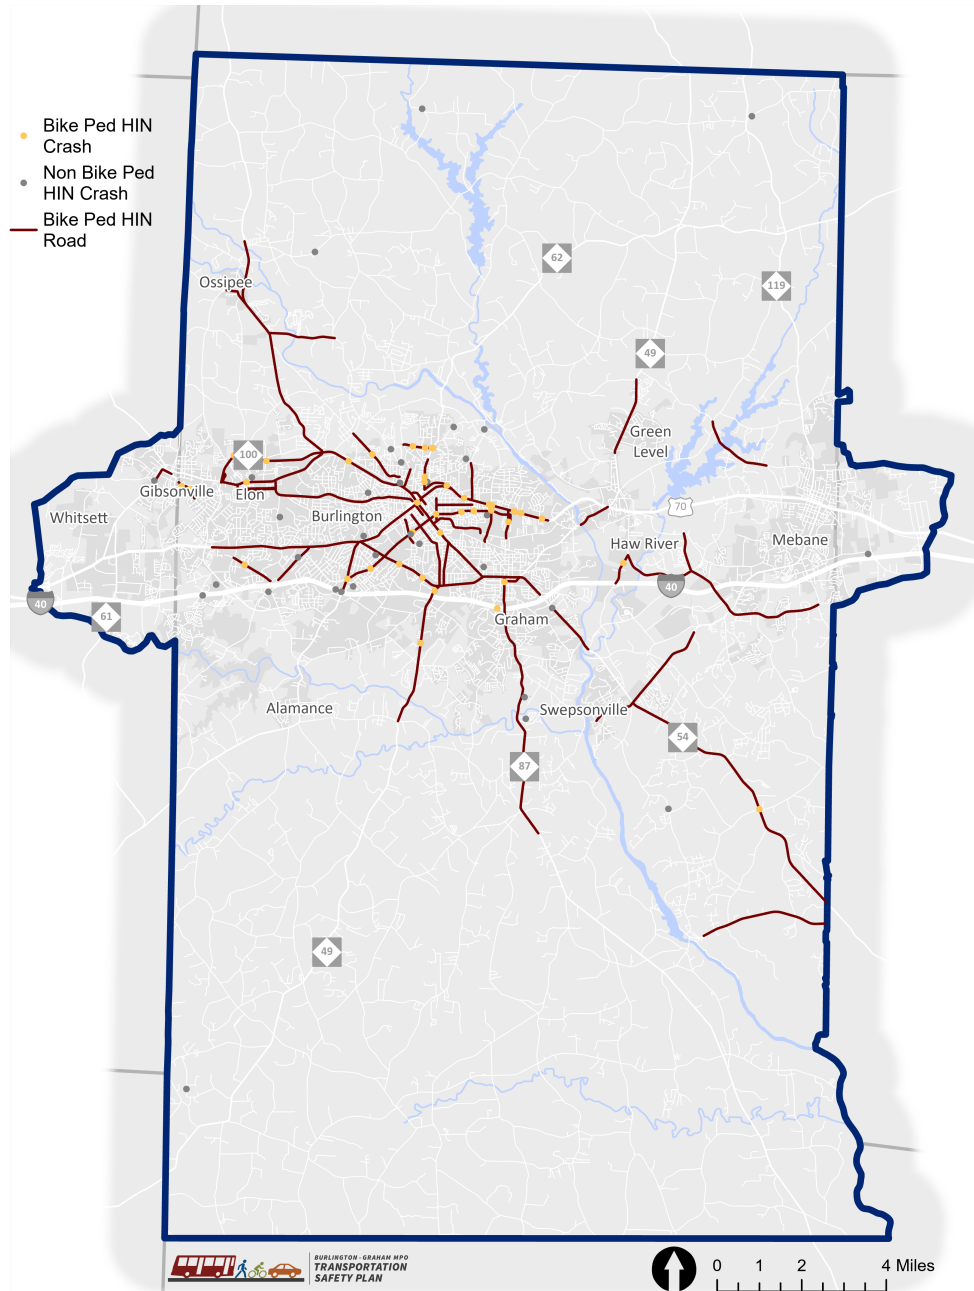 Bike Ped HIN
Crash
Non Bike Ped
HIN Crash
Bike Ped HIN
Road
62
119
Ossipee
49
Green
Level
100
Gibsonville
Elon
Whitsett
Burlington
70
Haw River
Mebane
40
40
61
Graham
Alamance
Swepsonville
54
87
49
BURLINGTON - GRAHAM MPO
TRANSPORTATION
SAFETY PLAN
0 1 2 4 Miles